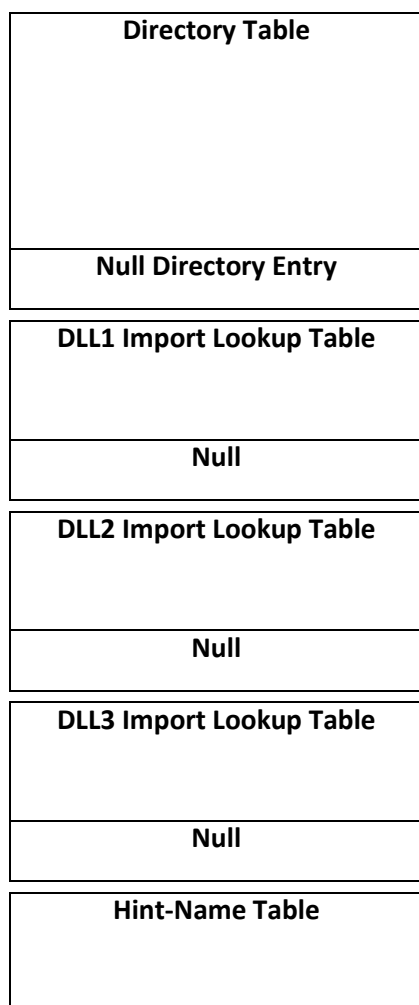 Directory Table
Null Directory Entry
DLL1 Import Lookup Table
Null
DLL2 Import Lookup Table
Null
DLL3 Import Lookup Table
Null
Hint-Name Table